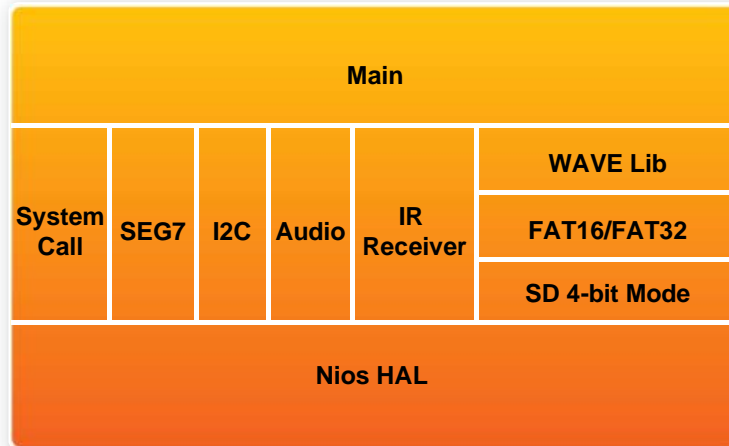 Main
System
Call
SEG7
I2C
Audio
IR
Receiver
WAVE Lib
FAT16/FAT32
SD 4-bit Mode
Nios HAL